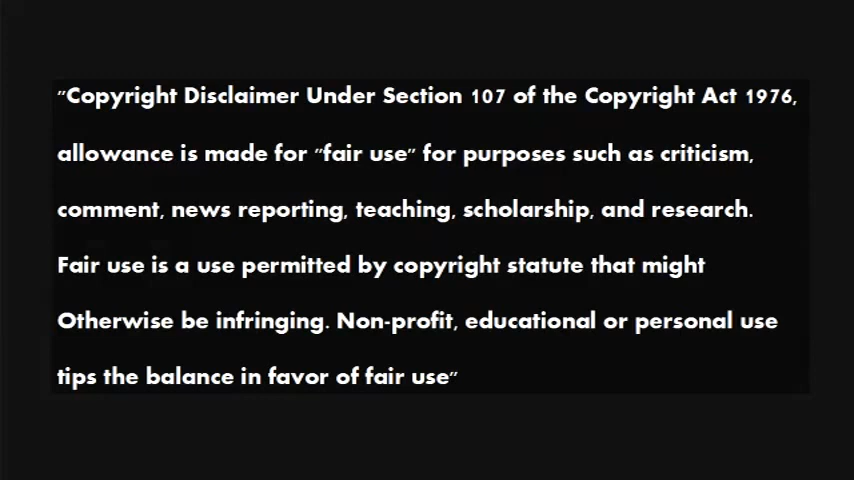 "Copyright Disclaimer Under Section 107 of the Copyright Act 1976,
allowance is made for "fair use" for purposes such as criticism,
comment, news reporting, teaching, scholarship, and research.
Fair use is a use permitted by copyright statute that might
Otherwise be infringing. Non-profit, educational or personal use
tips the balance in favor of fair use"